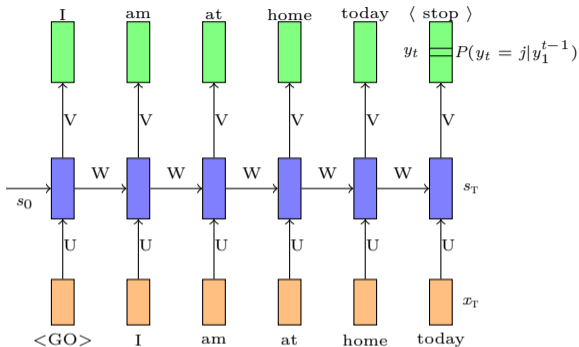 I am at home today ⟨ stop ⟩
y_t P(y_t = j|y_1^{t−1})
V V V V V V
W W W W W
s_0 s_T
U U U U U U
x_T
<GO> I am at home today